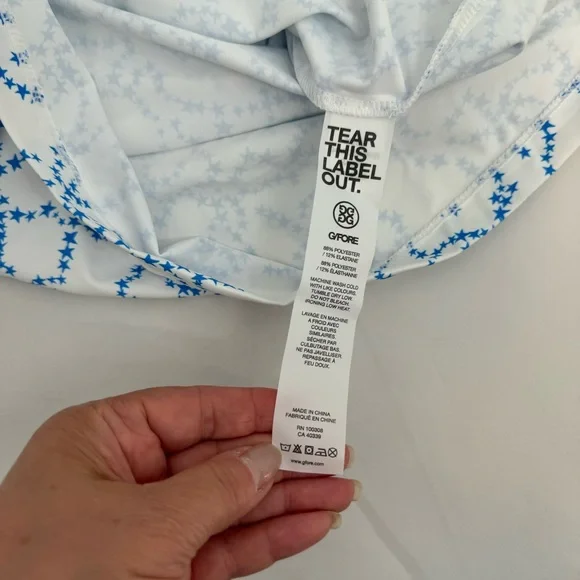 TEAR
THIS
LABEL
OUT.
G/FORE
88% POLYESTER
/ 12% ELASTANE
88% POLYESTER
/ 12% ÉLASTHANNE
MACHINE WASH COLD
WITH LIKE COLOURS.
TUMBLE DRY LOW.
DO NOT BLEACH.
IRONING LOW HEAT.
LAVAGE EN MACHINE
A FROID AVEC
COULEURS
SIMILAIRES.
SÉCHER PAR
CULBUTAGE BAS.
NE PAS JAVELLISER.
REPASSAGE À
FEU DOUX.
MADE IN CHINA
FABRIQUÉ EN CHINE
RN 100308
CA 40339
www.gfore.com